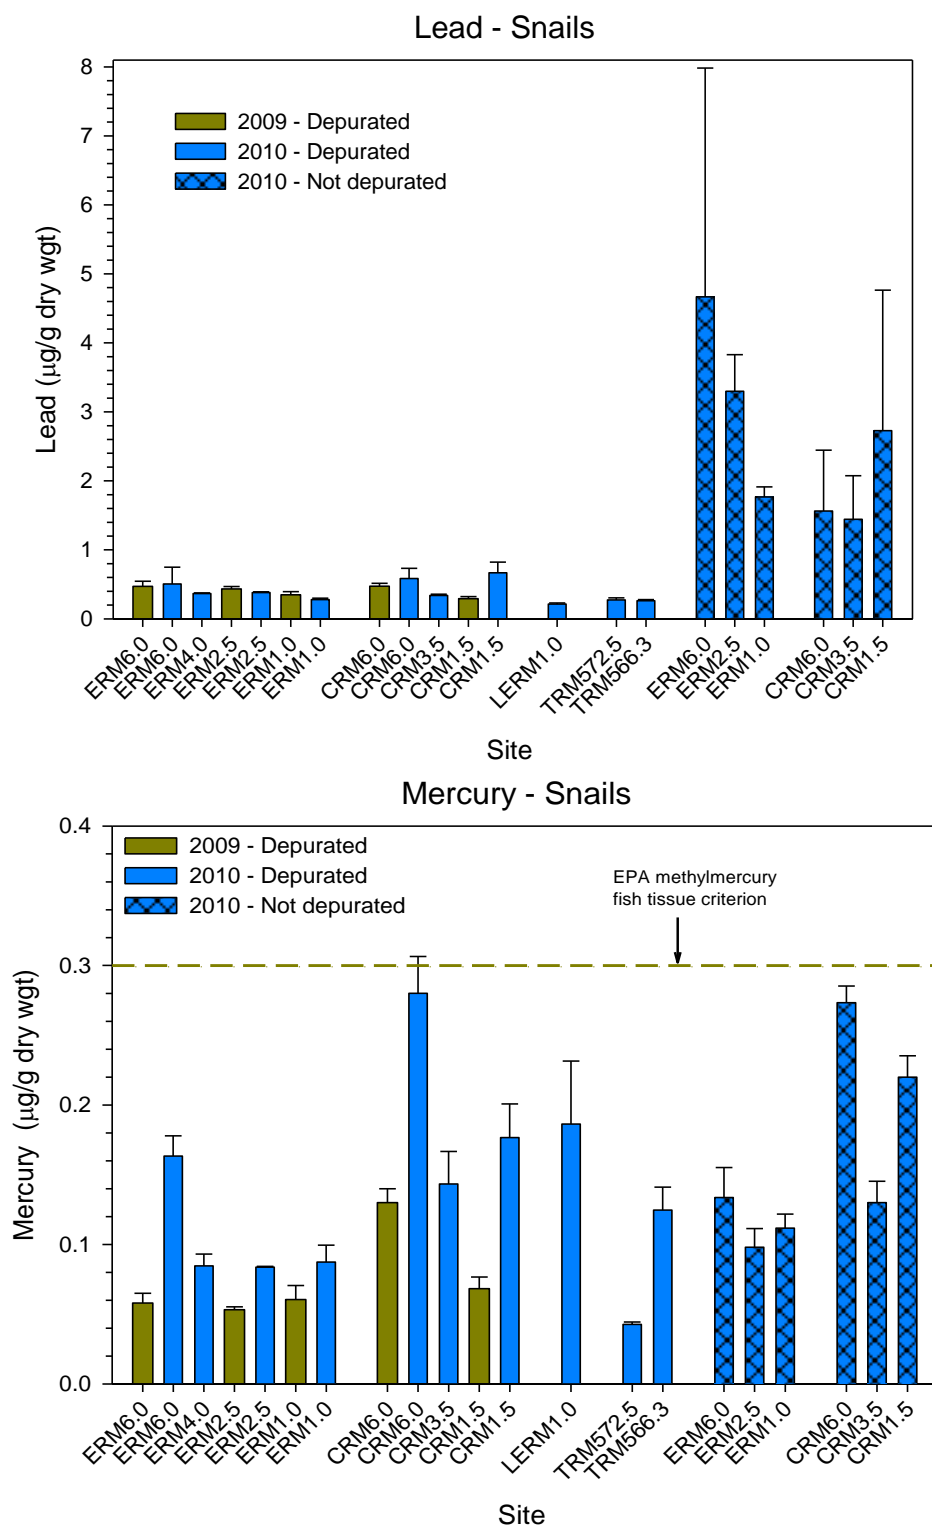 Lead - Snails
8
7
6
5
4
3
2
1
0
Lead (μg/g dry wgt)
2009 - Depurated
2010 - Depurated
2010 - Not depurated
ERM6.0
ERM6.0
ERM4.0
ERM2.5
ERM2.5
ERM1.0
ERM1.0
CRM6.0
CRM6.0
CRM3.5
CRM1.5
CRM1.5
LERM1.0
TRM572.5
TRM566.3
ERM6.0
ERM2.5
ERM1.0
CRM6.0
CRM3.5
CRM1.5
Site
Mercury - Snails
0.4
0.3
0.2
0.1
0.0
Mercury (μg/g dry wgt)
2009 - Depurated
2010 - Depurated
2010 - Not depurated
EPA methylmercury
fish tissue criterion
ERM6.0
ERM6.0
ERM4.0
ERM2.5
ERM2.5
ERM1.0
ERM1.0
CRM6.0
CRM6.0
CRM3.5
CRM1.5
CRM1.5
LERM1.0
TRM572.5
TRM566.3
ERM6.0
ERM2.5
ERM1.0
CRM6.0
CRM3.5
CRM1.5
Site